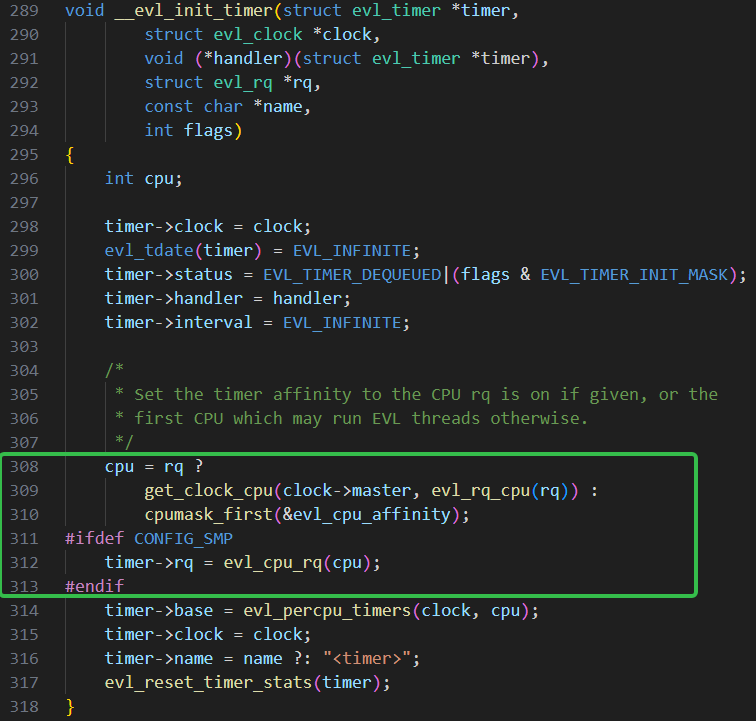 289 void __evl_init_timer(struct evl_timer *timer,
290         struct evl_clock *clock,
291         void (*handler)(struct evl_timer *timer),
292         struct evl_rq *rq,
293         const char *name,
294         int flags)
295 {
296     int cpu;
297
298     timer->clock = clock;
299     evl_tdate(timer) = EVL_INFINITE;
300     timer->status = EVL_TIMER_DEQUEUED|(flags & EVL_TIMER_INIT_MASK);
301     timer->handler = handler;
302     timer->interval = EVL_INFINITE;
303
304     /*
305      * Set the timer affinity to the CPU rq is on if given, or the
306      * first CPU which may run EVL threads otherwise.
307      */
308     cpu = rq ?
309         get_clock_cpu(clock->master, evl_rq_cpu(rq)) :
310         cpumask_first(&evl_cpu_affinity);
311 #ifdef CONFIG_SMP
312     timer->rq = evl_cpu_rq(cpu);
313 #endif
314     timer->base = evl_percpu_timers(clock, cpu);
315     timer->clock = clock;
316     timer->name = name ?: "<timer>";
317     evl_reset_timer_stats(timer);
318 }